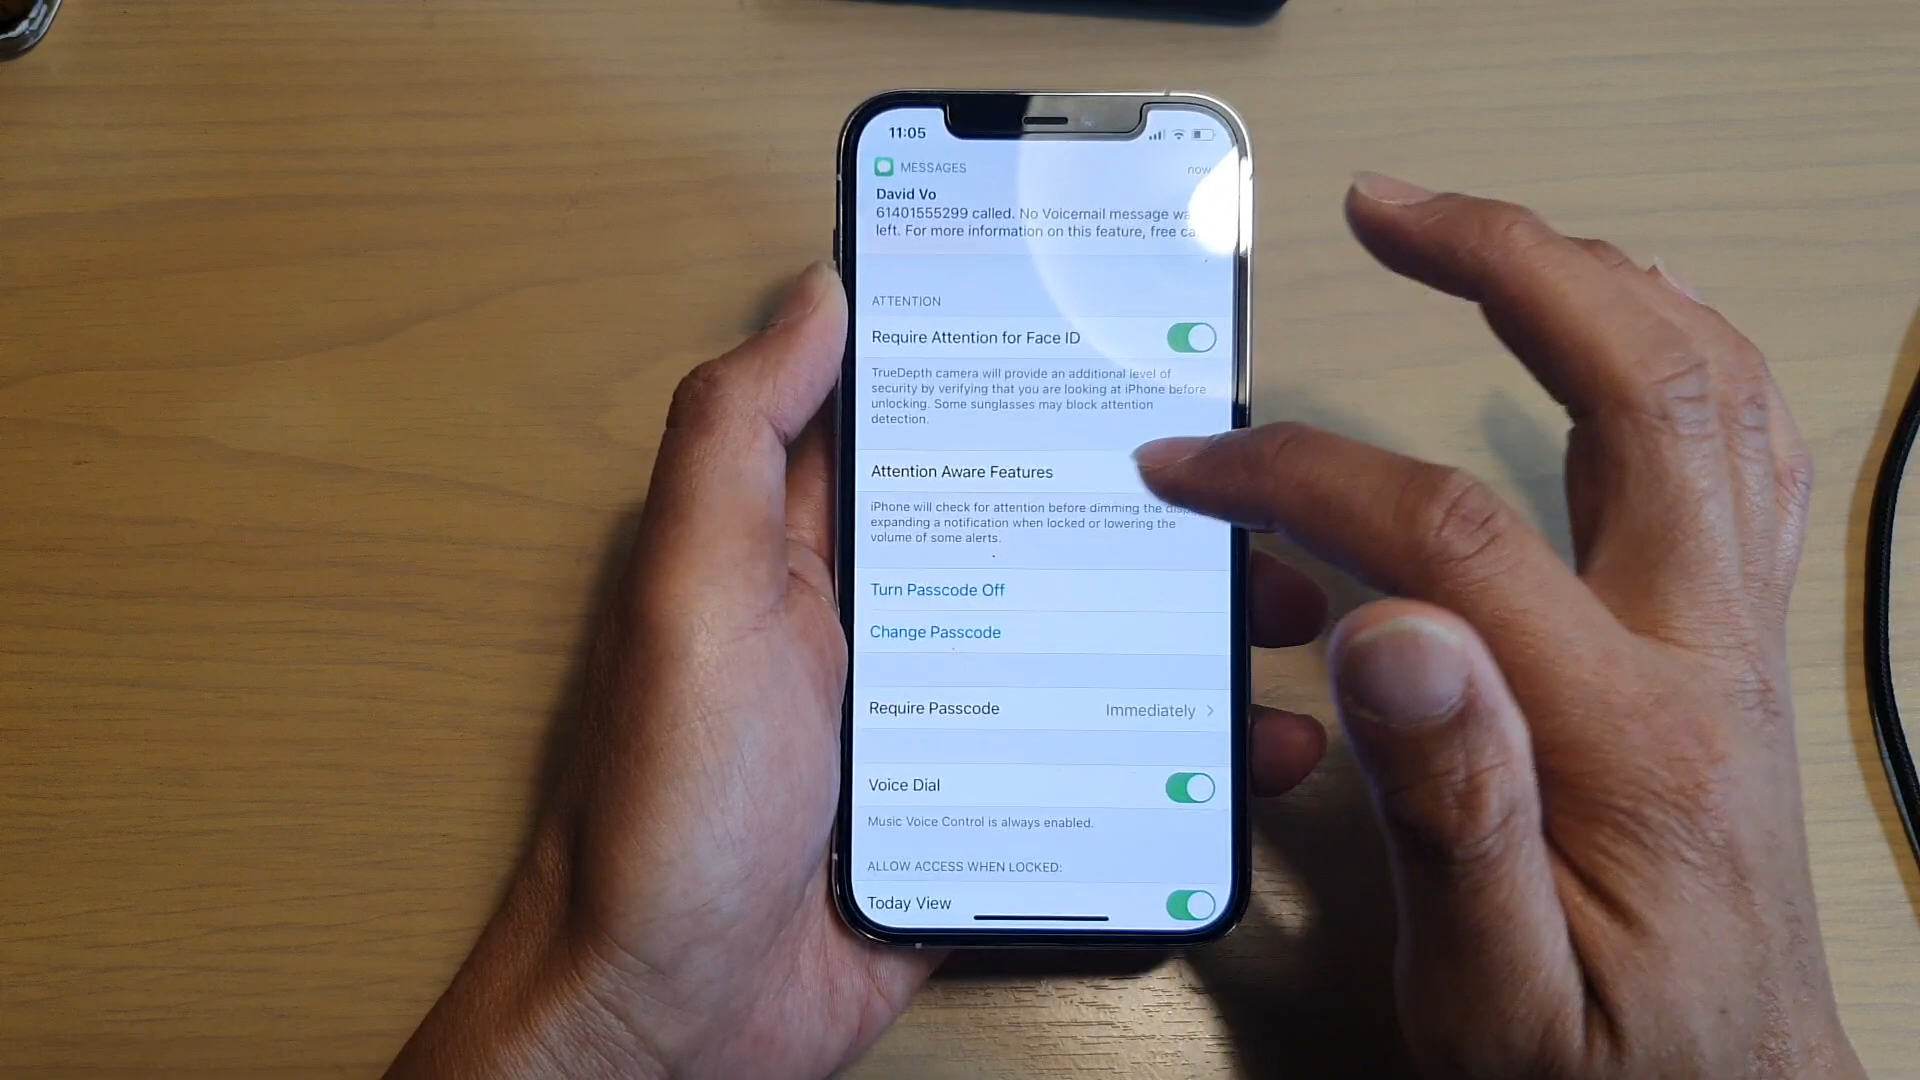 11:05
MESSAGES now
David Vo
61401555299 called. No Voicemail message
left. For more information on this feature, free
ATTENTION
Require Attention for Face ID
TrueDepth camera will provide an additional level of
security by verifying that you are looking at iPhone before
unlocking. Some sunglasses may block attention
detection.
Attention Aware Features
iPhone will check for attention before dimming the
expanding a notification when locked or lowering the
volume of some alerts.
Turn Passcode Off
Change Passcode
Require Passcode Immediately
Voice Dial
Music Voice Control is always enabled.
ALLOW ACCESS WHEN LOCKED:
Today View